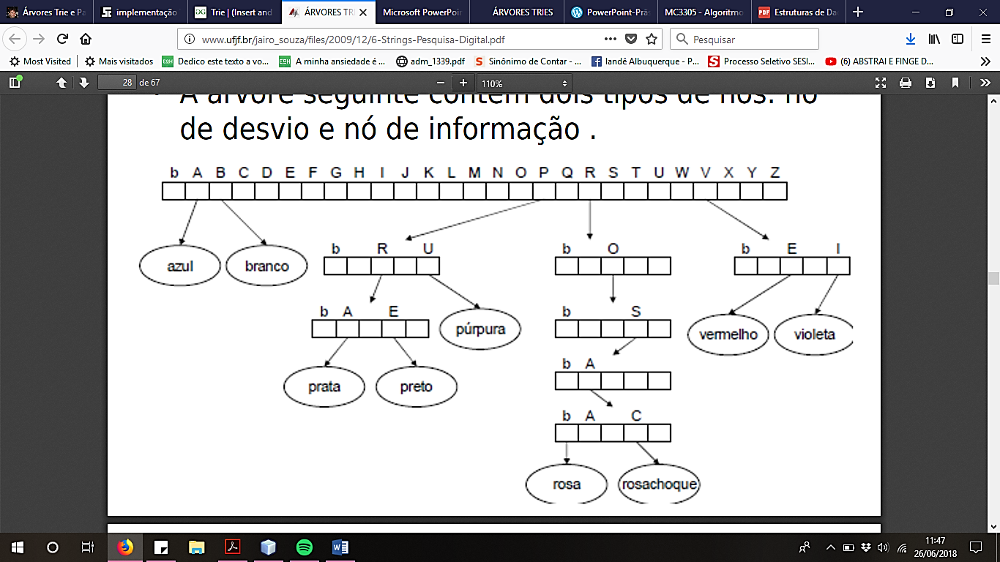 Árvores Trie e Pa
implementação
Trie | (Insert and
ÁRVORES TRI
Microsoft PowerPoin
ÁRVORES TRIES
PowerPoint-Präs
MC3305 - Algoritmo
Estruturas de Da
www.ufjf.br/jairo_souza/files/2009/12/6-Strings-Pesquisa-Digital.pdf
Pesquisar
Most Visited
Mais visitados
Dedico este texto a vo...
A minha ansiedade é ...
adm_1339.pdf
Sinônimo de Contar - ...
Iandê Albuquerque - P...
Processo Seletivo SESI...
(6) ABSTRAI E FINGE D...
28 de 67
110%
A árvore seguinte contém dois tipos de nós: nó
de desvio e nó de informação .
b A B C D E F G H I J K L M N O P Q R S T U W V X Y Z
azul
branco
b R U
b O
b E I
b A E
púrpura
b S
vermelho
violeta
b A
prata
preto
b A C
rosa
rosachoque
11:47
26/06/2018